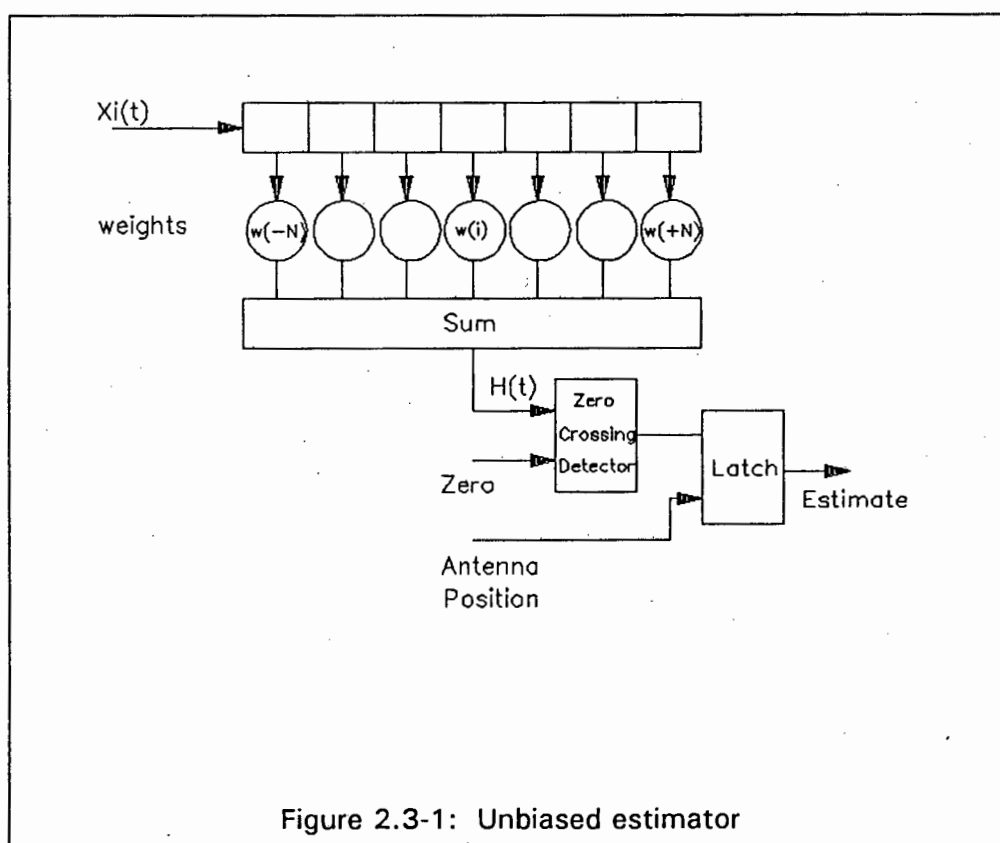 Xi(t)
weights
w(-N)
w(i)
w(+N)
Sum
H(t)
Zero
Crossing
Detector
Zero
Latch
Estimate
Antenna
Position
Figure 2.3-1: Unbiased estimator